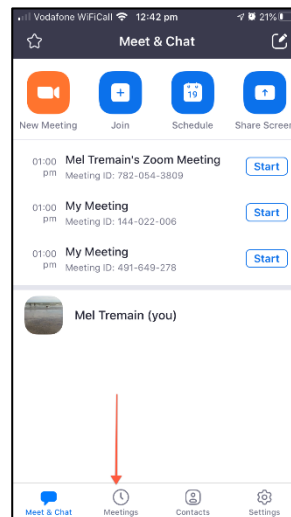 Vodafone WiFiCall 12:42 pm 21%
Meet & Chat
19
New Meeting Join Schedule Share Screen
01:00 pm Mel Tremain's Zoom Meeting Start
Meeting ID: 782-054-3809
01:00 pm My Meeting Start
Meeting ID: 144-022-006
01:00 pm My Meeting Start
Meeting ID: 491-649-278
Mel Tremain (you)
Meet & Chat Meetings Contacts Settings